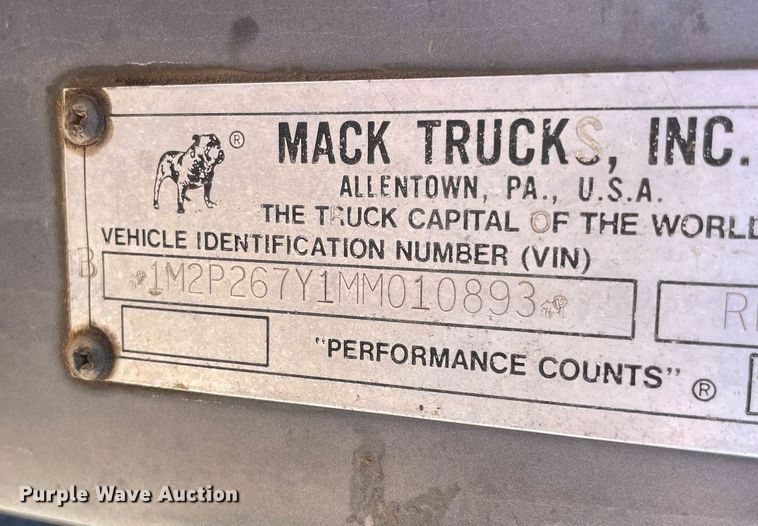 ® MACK TRUCKS, INC.
ALLENTOWN, PA., U.S.A.
THE TRUCK CAPITAL OF THE WORLD
VEHICLE IDENTIFICATION NUMBER (VIN)
B 1M2P267Y1MM010893
"PERFORMANCE COUNTS" ®
Purple Wave Auction